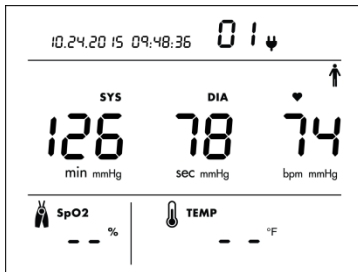 10.24.2015 09:48:36 01
SYS DIA
126 78 74
min mmHg sec mmHg bpm mmHg
SpO2 TEMP
-- % -- °F